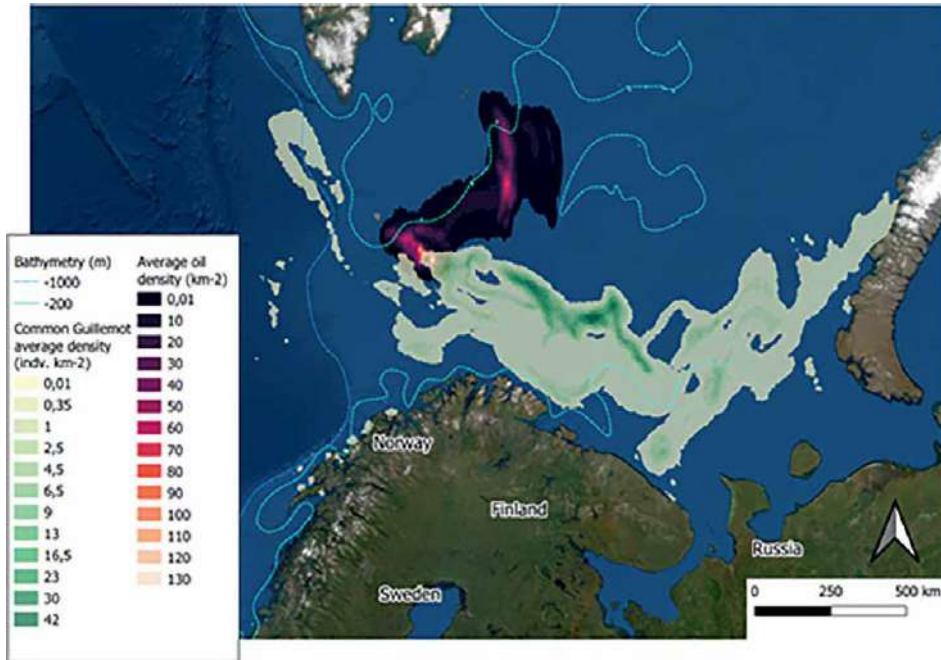 Bathymetry (m)
-1000
-200
Common Guillemot
average density
(indv. km-2)
0,01
0,35
1
2,5
4,5
6,5
9
13
16,5
23
30
42
Average oil
density (km-2)
0,01
10
20
30
40
50
60
70
80
90
100
110
120
130
Norway
Finland
Sweden
Russia
0 250 500 km